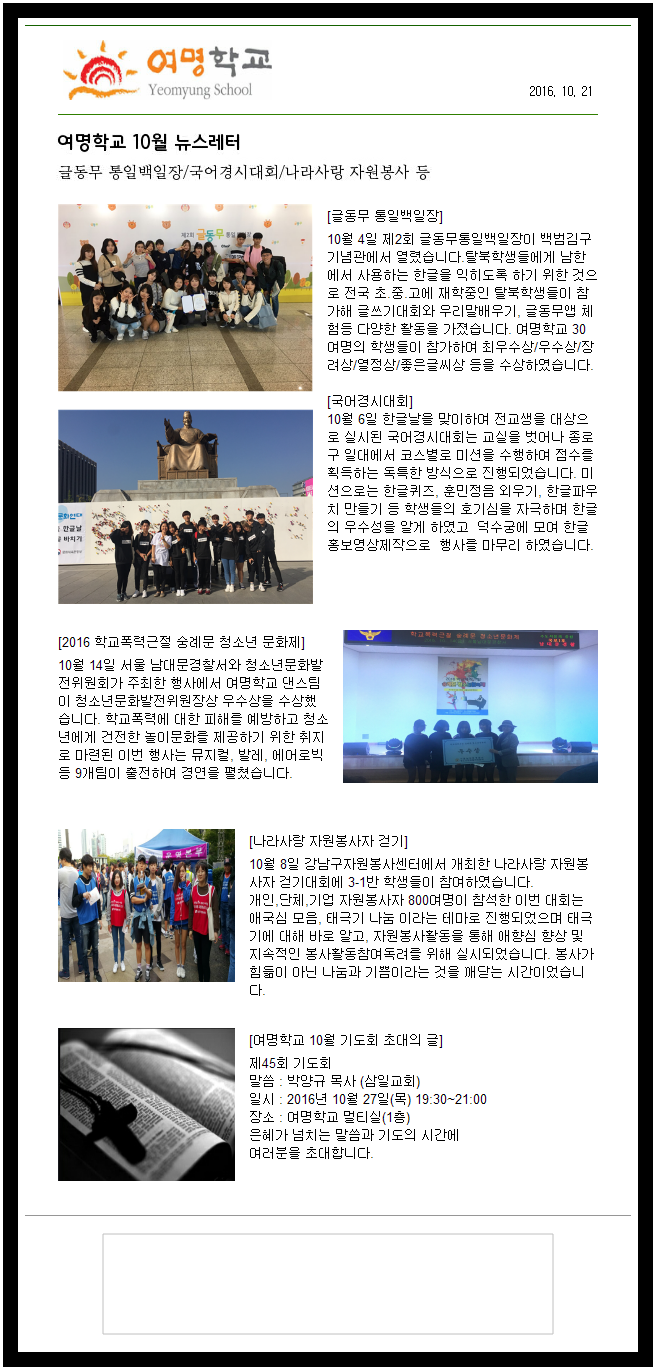 여명학교
Yeomyung School
2016, 10, 21
여명학교 10월 뉴스레터
글동무 통일백일장/국어경시대회/나라사랑 자원봉사 등
제2회 글동무 통일백일장
[글동무 통일백일장]
10월 4일 제2회 글동무통일백일장이 백범김구
기념관에서 열렸습니다.탈북학생들에게 남한
에서 사용하는 한글을 익히도록 하기 위한 것으
로 전국 초.중.고에 재학중인 탈북학생들이 참
가해 글쓰기대회와 우리말배우기, 글동무앱 체
험등 다양한 활동을 가졌습니다. 여명학교 30
여명의 학생들이 참가하여 최우수상/우수상/장
려상/열정상/좋은글씨상 등을 수상하였습니다.
문화연대
한글날
바치기
[국어경시대회]
10월 6일 한글날을 맞이하여 전교생을 대상으
로 실시된 국어경시대회는 교실을 벗어나 종로
구 일대에서 코스별로 미션을 수행하여 점수를
획득하는 독특한 방식으로 진행되었습니다. 미
션으로는 한글퀴즈, 훈민정음 외우기, 한글파우
치 만들기 등 학생들의 호기심을 자극하며 한글
의 우수성을 알게 하였고 덕수궁에 모여 한글
홍보영상제작으로 행사를 마무리 하였습니다.
[2016 학교폭력근절 숭례문 청소년 문화제]
10월 14일 서울 남대문경찰서와 청소년문화발
전위원회가 주최한 행사에서 여명학교 댄스팀
이 청소년문화발전위원장상 우수상을 수상했
습니다. 학교폭력에 대한 피해를 예방하고 청소
년에게 건전한 놀이문화를 제공하기 위한 취지
로 마련된 이번 행사는 뮤지컬, 발레, 에어로빅
등 9개팀이 출전하여 경연을 펼쳤습니다.
학교폭력근절 숭례문 청소년문화제
우수상
[나라사랑 자원봉사자 걷기]
10월 8일 강남구자원봉사센터에서 개최한 나라사랑 자원봉
사자 걷기대회에 3-1반 학생들이 참여하였습니다.
개인,단체,기업 자원봉사자 800여명이 참석한 이번 대회는
애국심 모음, 태극기 나눔 이라는 테마로 진행되었으며 태극
기에 대해 바로 알고, 자원봉사활동을 통해 애향심 향상 및
지속적인 봉사활동참여독려를 위해 실시되었습니다. 봉사가
힘듦이 아닌 나눔과 기쁨이라는 것을 깨닫는 시간이었습니
다.
[여명학교 10월 기도회 초대의 글]
제45회 기도회
말씀 : 박양규 목사 (삼일교회)
일시 : 2016년 10월 27일(목) 19:30~21:00
장소 : 여명학교 멀티실(1층)
은혜가 넘치는 말씀과 기도의 시간에
여러분을 초대합니다.